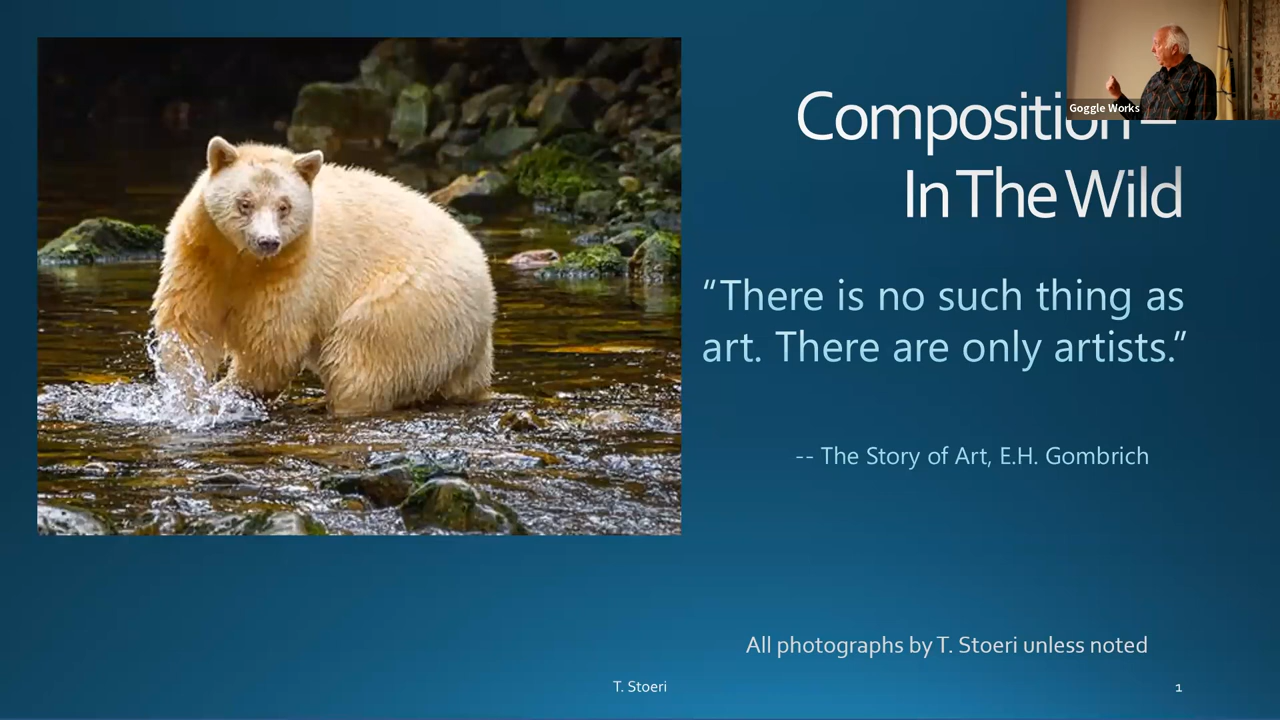 Goggle Works
Composition –
In The Wild
“There is no such thing as
art. There are only artists.”
-- The Story of Art, E.H. Gombrich
All photographs by T. Stoeri unless noted
T. Stoeri
1